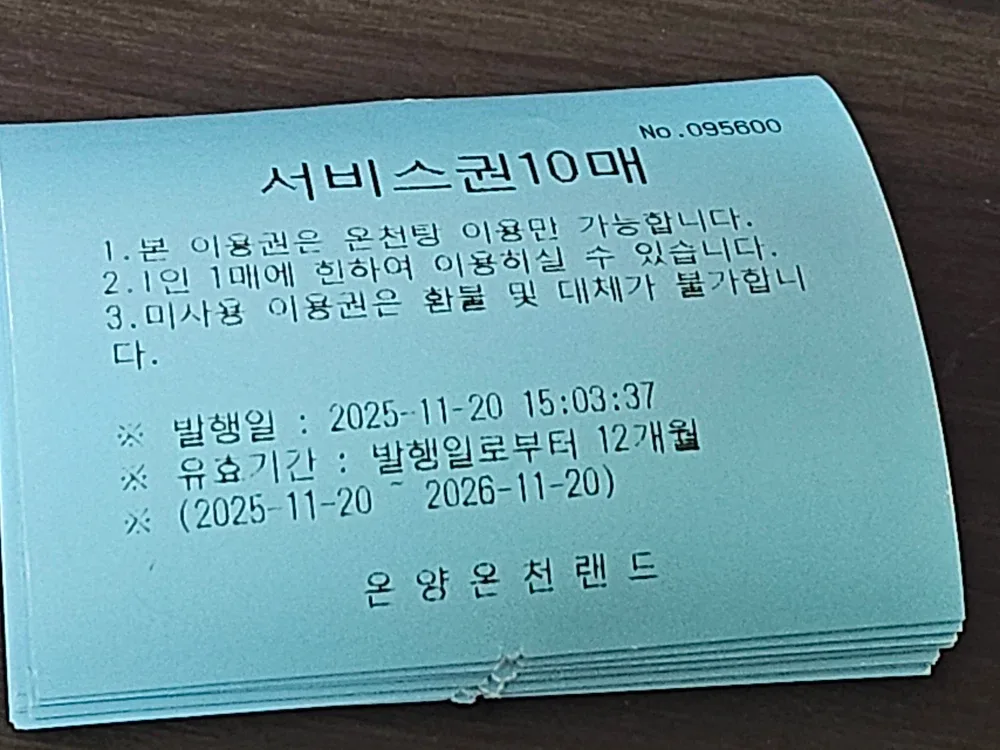 No.095600
서비스권10매
1.본 이용권은 온천탕 이용만 가능합니다.
2.1인 1매에 한하여 이용하실 수 있습니다.
3.미사용 이용권은 환불 및 대체가 불가합니
다.
※ 발행일 : 2025-11-20 15:03:37
※ 유효기간 : 발행일로부터 12개월
※ (2025-11-20 ~ 2026-11-20)
온양온천랜드